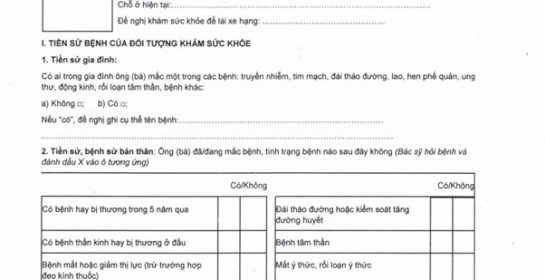 Chỗ ở hiện tại:
Đề nghị khám sức khỏe để lái xe hạng:
I. TIỀN SỬ BỆNH CỦA ĐỐI TƯỢNG KHÁM SỨC KHỎE
1. Tiền sử gia đình:
Có ai trong gia đình ông (bà) mắc một trong các bệnh: truyền nhiễm, tim mạch, đái tháo đường, lao, hen phế quản, ung
thư, động kinh, rối loạn tâm thần, bệnh khác:
a) Không □; b) Có □;
Nếu "có", đề nghị ghi cụ thể tên bệnh:
2. Tiền sử, bệnh sử bản thân: Ông (bà) đã/đang mắc bệnh, tình trạng bệnh nào sau đây không (Bác sỹ hỏi bệnh và
đánh dấu X vào ô tương ứng)
Có/Không Có/Không
Có bệnh hay bị thương trong 5 năm qua
Đái tháo đường hoặc kiểm soát tăng
đường huyết
Có bệnh thần kinh hay bị thương ở đầu
Bệnh tâm thần
Bệnh mắt hoặc giảm thị lực (trừ trường hợp
đeo kính thuốc)
Mất ý thức, rối loạn ý thức